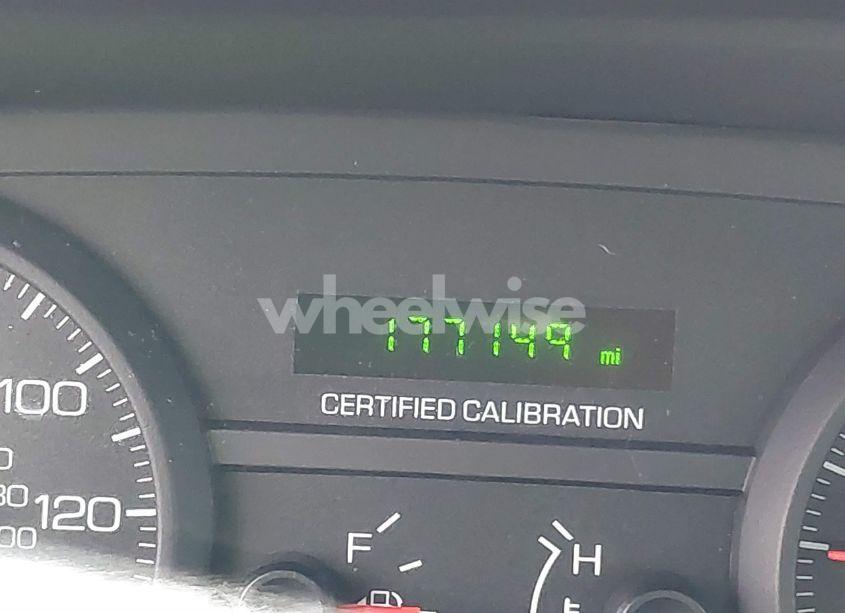 wheelwise
177149 mi
CERTIFIED CALIBRATION
100
120
F
H